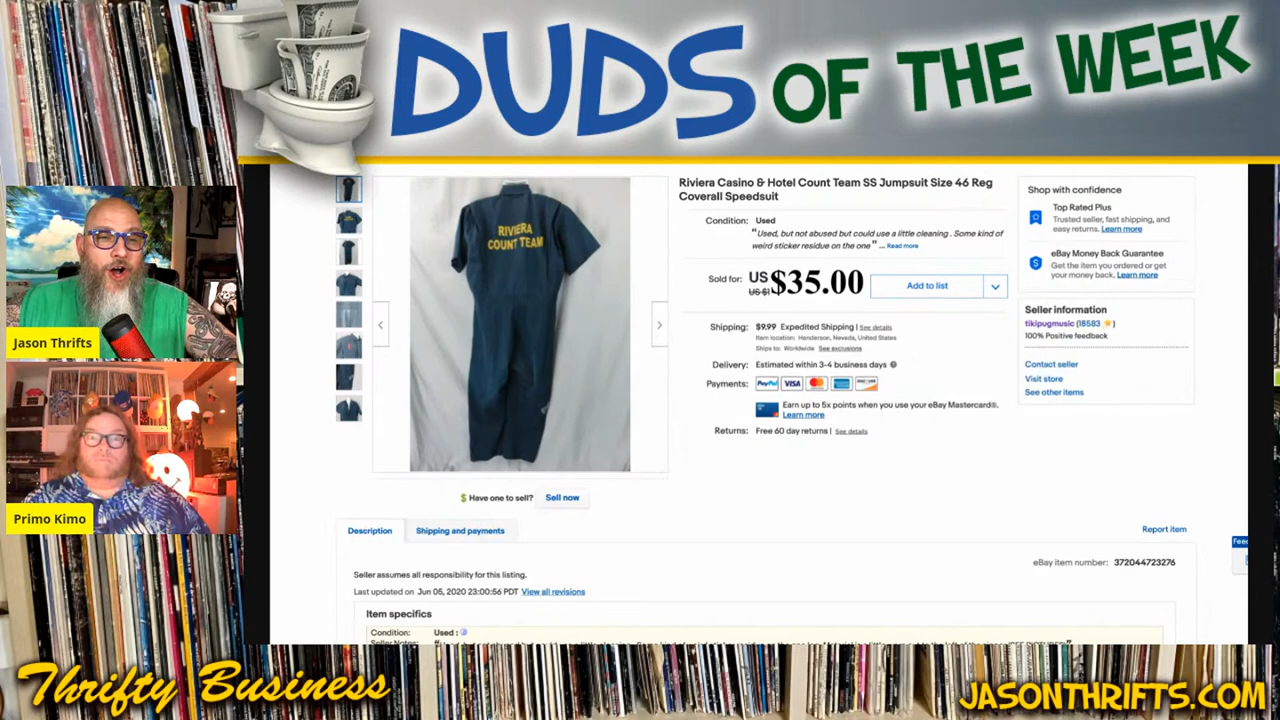 DUDS OF THE WEEK
Riviera Casino & Hotel Count Team SS Jumpsuit Size 46 Reg
Coverall Speedsuit
Condition: Used
"Used, but not abused but could use a little cleaning . Some kind of
weird sticker residue on the one " ... Read more
Sold for: US $35.00
US $1
Add to list
Shipping: $9.99 Expedited Shipping | See details
Item location: Henderson, Nevada, United States
Ships to: Worldwide See exclusions
Delivery: Estimated within 3-4 business days
Payments: PayPal VISA
Earn up to 5x points when you use your eBay Mastercard®.
Learn more
Returns: Free 60 day returns | See details
Shop with confidence
Top Rated Plus
Trusted seller, fast shipping, and
easy returns. Learn more
eBay Money Back Guarantee
Get the item you ordered or get
your money back. Learn more
Seller information
tikipugmusic (18583 )
100% Positive feedback
Contact seller
Visit store
See other items
RIVIERA
COUNT TEAM
$ Have one to sell? Sell now
Jason Thrifts
Primo Kimo
Description
Shipping and payments
Report item
eBay item number: 372044723276
Seller assumes all responsibility for this listing.
Last updated on Jun 05, 2020 23:00:56 PDT View all revisions
Item specifics
Condition: Used :
Thrifty Business
JASONTHRIFTS.COM